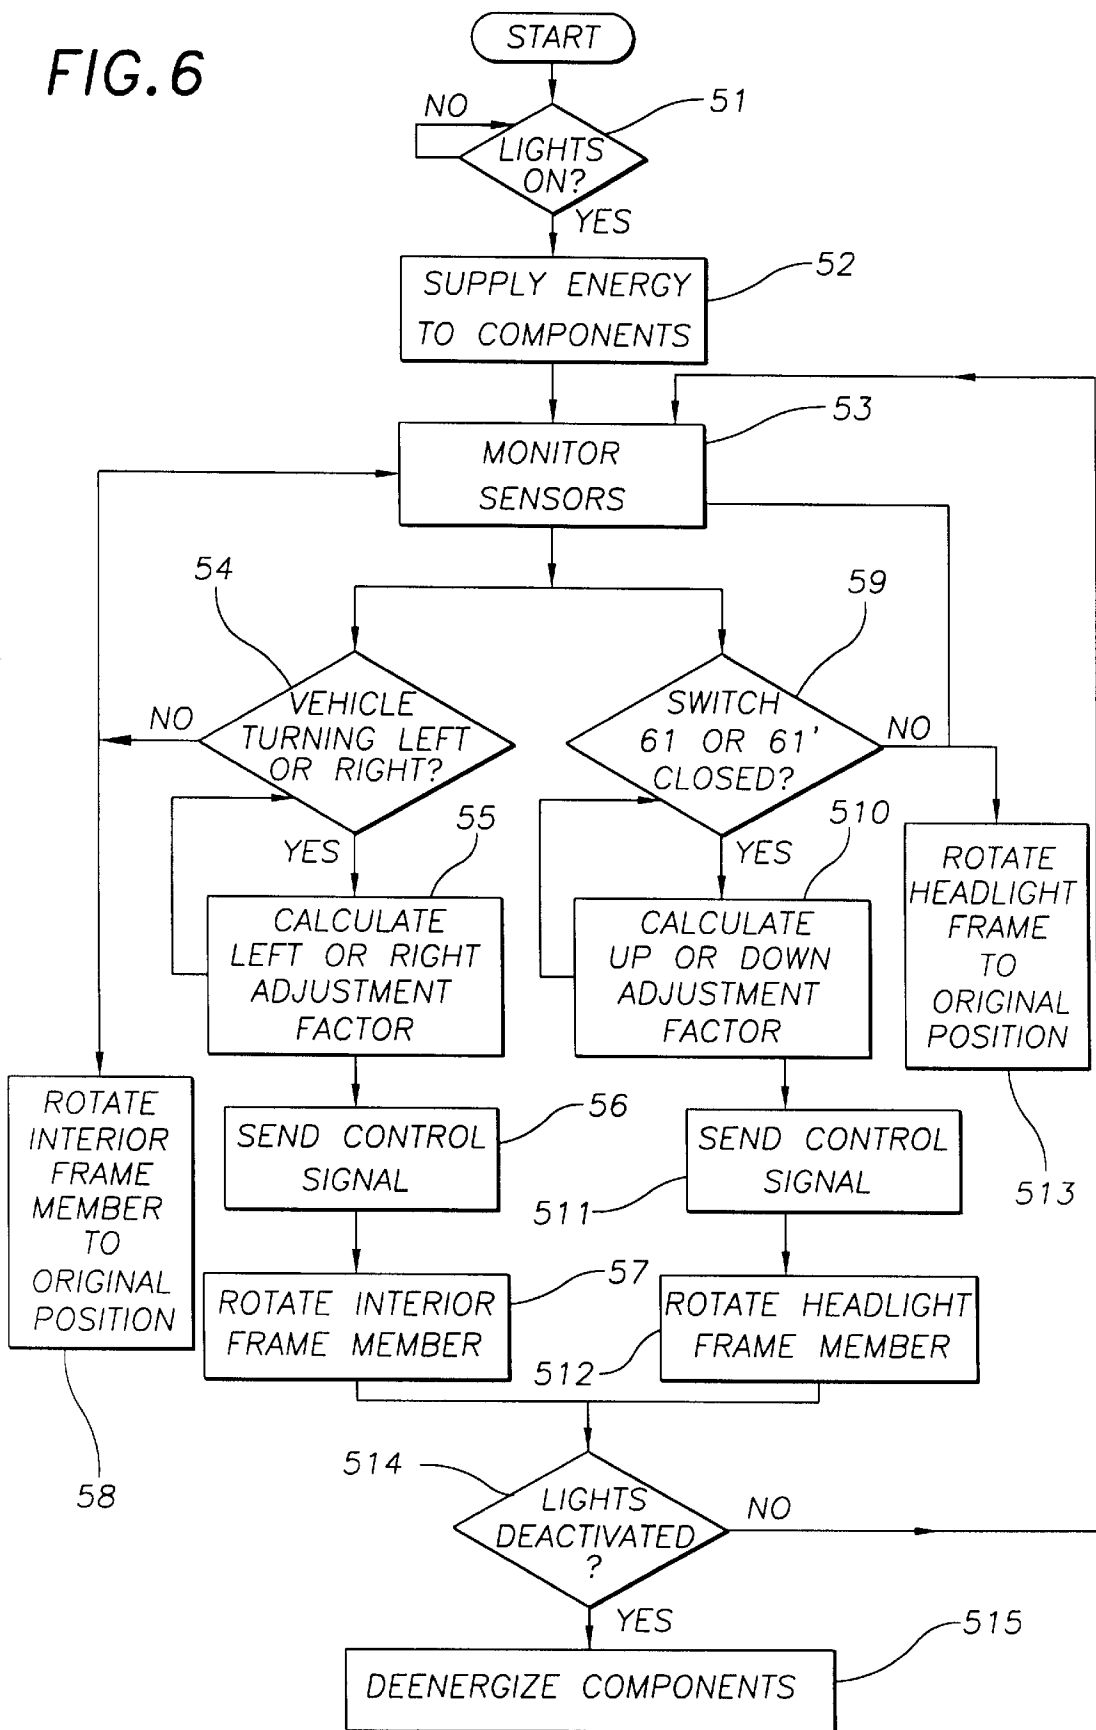 FIG. 6
START
NO
51
LIGHTS
ON?
YES
52
SUPPLY ENERGY
TO COMPONENTS
53
MONITOR
SENSORS
54
59
VEHICLE
TURNING LEFT
OR RIGHT?
NO
SWITCH
61 OR 61'
CLOSED?
NO
YES
55
YES
510
CALCULATE
LEFT OR RIGHT
ADJUSTMENT
FACTOR
CALCULATE
UP OR DOWN
ADJUSTMENT
FACTOR
ROTATE
HEADLIGHT
FRAME
TO
ORIGINAL
POSITION
513
ROTATE
INTERIOR
FRAME
MEMBER
TO
ORIGINAL
POSITION
58
SEND CONTROL
SIGNAL
56
SEND CONTROL
SIGNAL
511
ROTATE INTERIOR
FRAME MEMBER
57
ROTATE HEADLIGHT
FRAME MEMBER
512
514
LIGHTS
DEACTIVATED
?
NO
YES
515
DEENERGIZE COMPONENTS